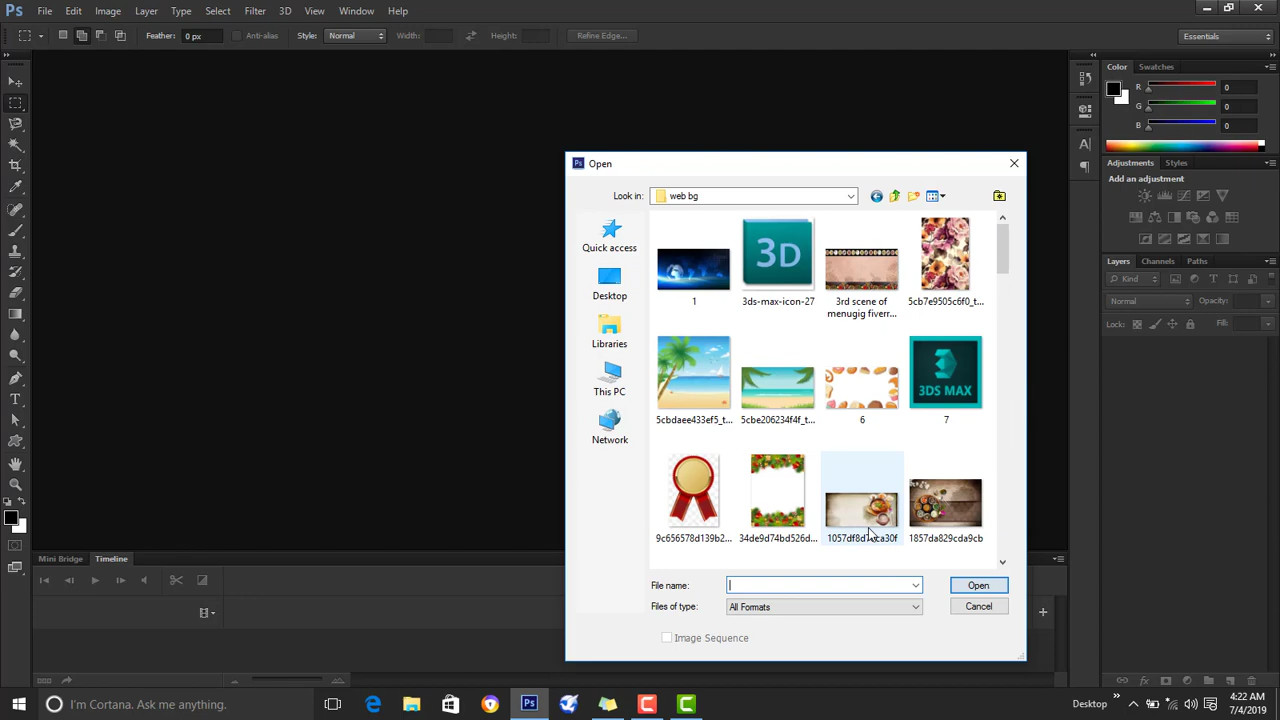 File Edit Image Layer Type Select Filter 3D View Window Help
Feather: 0 px Anti-alias Style: Normal Width: Height: Refine Edge... Essentials
Color Swatches
R 0
G 0
B 0
Adjustments Styles
Add an adjustment
Layers Channels Paths
Kind
Normal Opacity:
Lock: Fill:
Ps Open
Look in: web bg
Quick access
Desktop
Libraries
This PC
Network
3D
1 3ds-max-icon-27 3rd scene of 5cb7e9505c6f0_t...
menugig fiverr...
3DS MAX
5cbdaee433ef5_t... 5cbe206234f4f_t... 6 7
9c656578d139b2... 34de9d74bd526d... 1857da829cda9cb
File name: Open
Files of type: All Formats Cancel
Image Sequence
Mini Bridge Timeline
I'm Cortana. Ask me anything.
Ps
Desktop
4:22 AM
7/4/2019